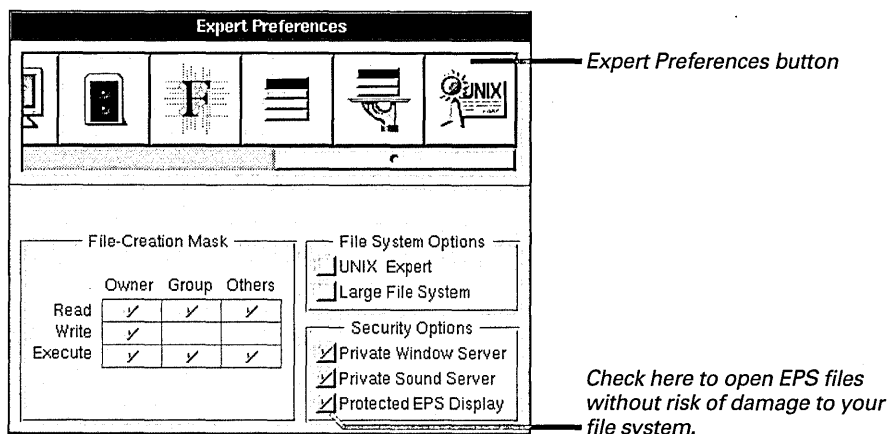 Expert Preferences
F
UNIX
Expert Preferences button
File-Creation Mask
Owner Group Others
Read
Write
Execute
File System Options
UNIX Expert
Large File System
Security Options
Private Window Server
Private Sound Server
Protected EPS Display
Check here to open EPS files
without risk of damage to your
file system.